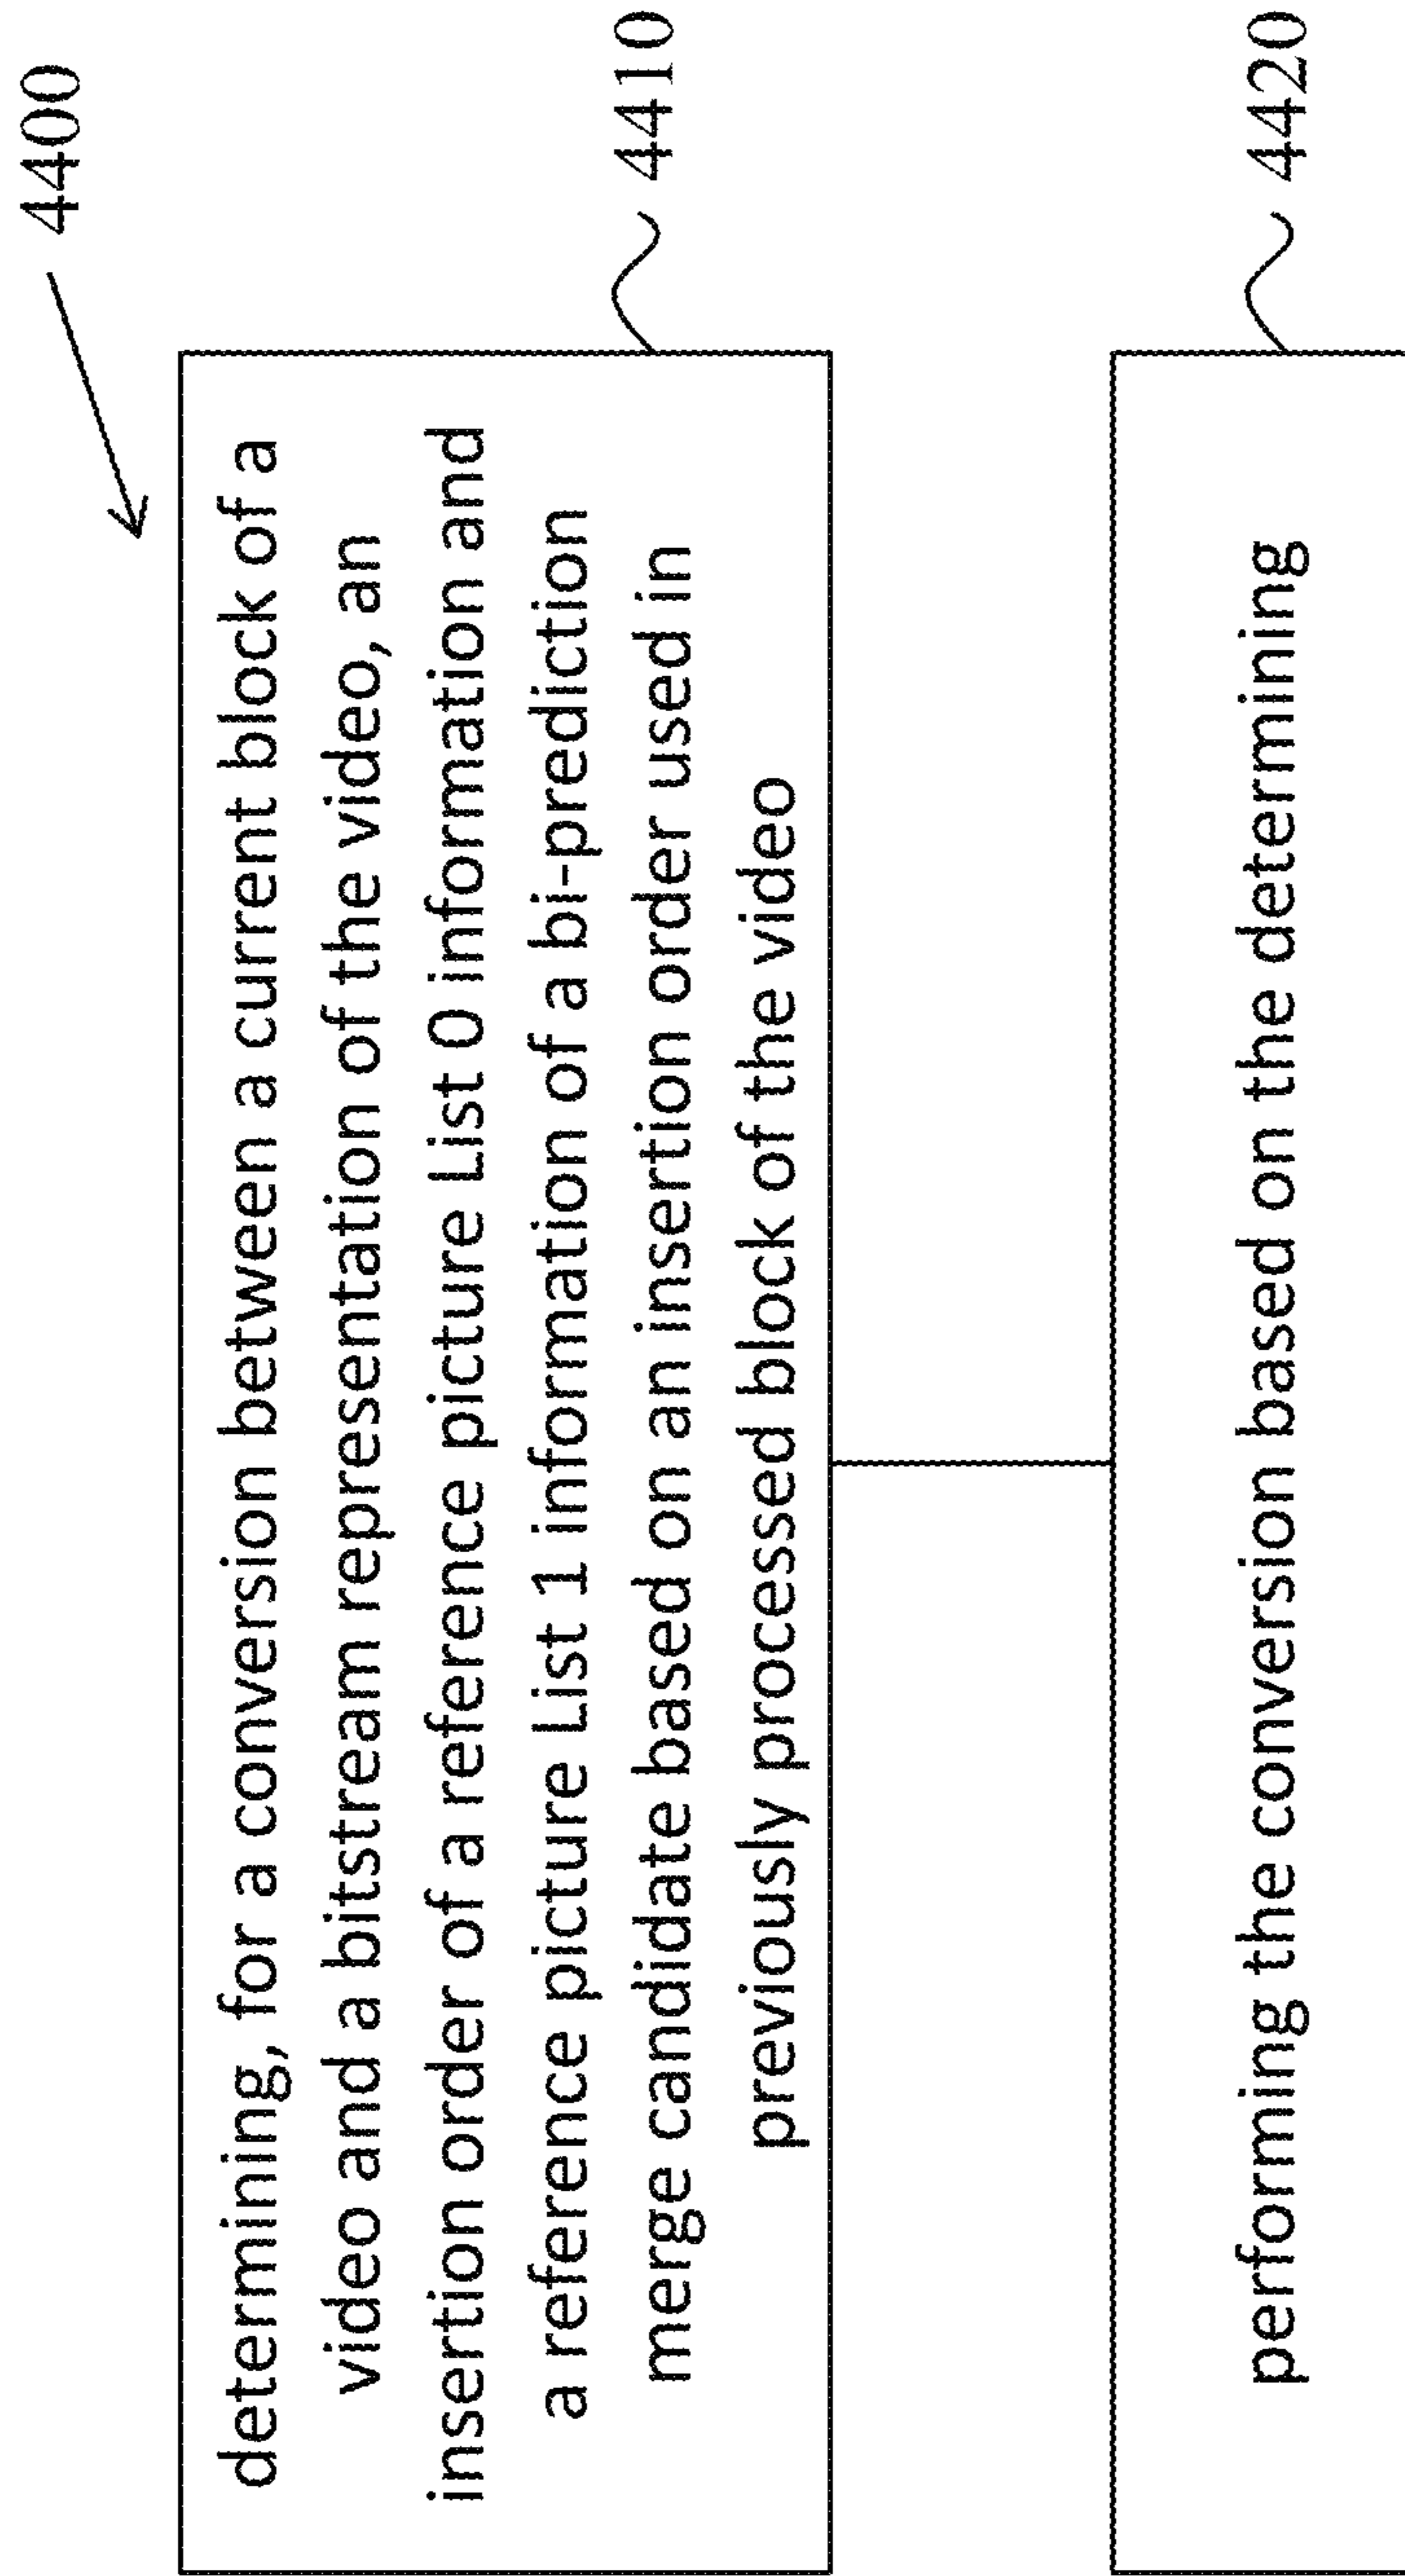 4400
determining, for a conversion between a current block of a
video and a bitstream representation of the video, an
insertion order of a reference picture List 0 information and
a reference picture List 1 information of a bi-prediction
merge candidate based on an insertion order used in
previously processed block of the video
4410
performing the conversion based on the determining
4420